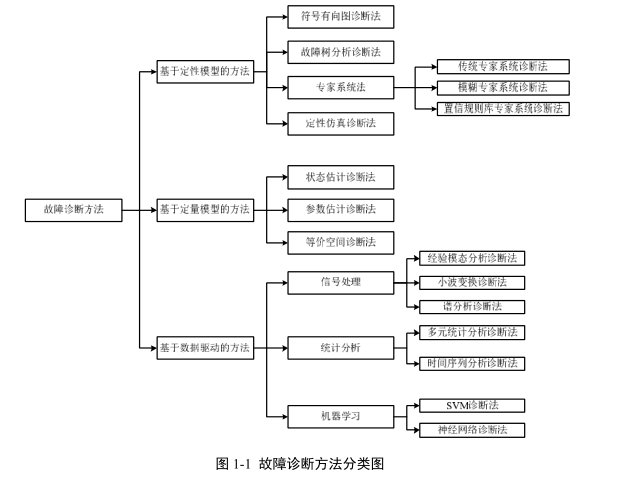 故障诊断方法
基于定性模型的方法
符号有向图诊断法
故障树分析诊断法
专家系统法
传统专家系统诊断法
模糊专家系统诊断法
置信规则库专家系统诊断法
定性仿真诊断法
基于定量模型的方法
状态估计诊断法
参数估计诊断法
等价空间诊断法
基于数据驱动的方法
信号处理
经验模态分析诊断法
小波变换诊断法
谱分析诊断法
统计分析
多元统计分析诊断法
时间序列分析诊断法
机器学习
SVM诊断法
神经网络诊断法
图 1-1 故障诊断方法分类图